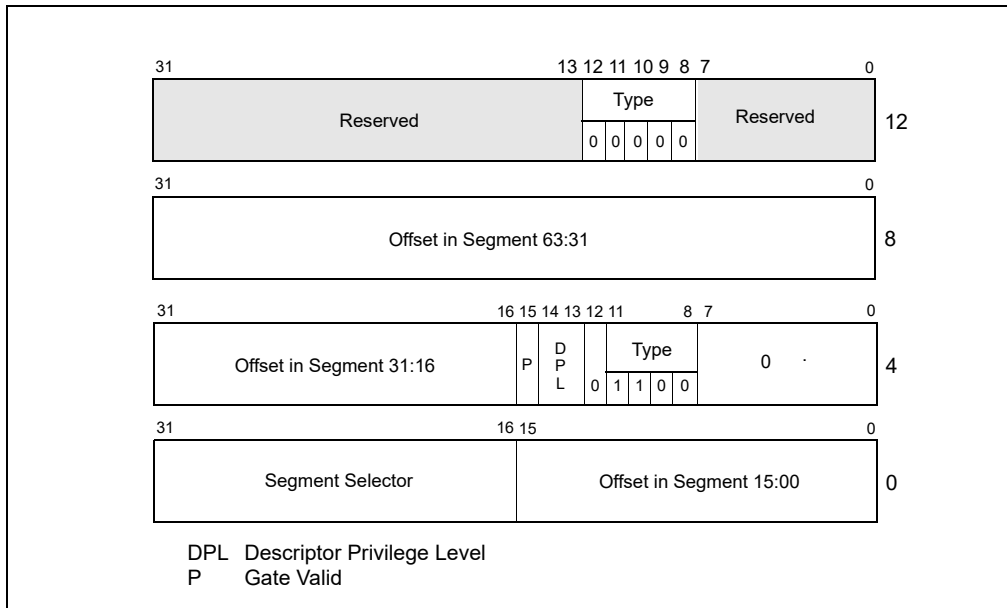 31 13 12 11 10 9 8 7 0
Type
Reserved Reserved 12
0 0 0 0 0
31 0
Offset in Segment 63:31 8
31 16 15 14 13 12 11 8 7 0
Offset in Segment 31:16 P DPL Type 0 . 4
0 1 1 0 0
31 16 15 0
Segment Selector Offset in Segment 15:00 0
DPL Descriptor Privilege Level
P Gate Valid